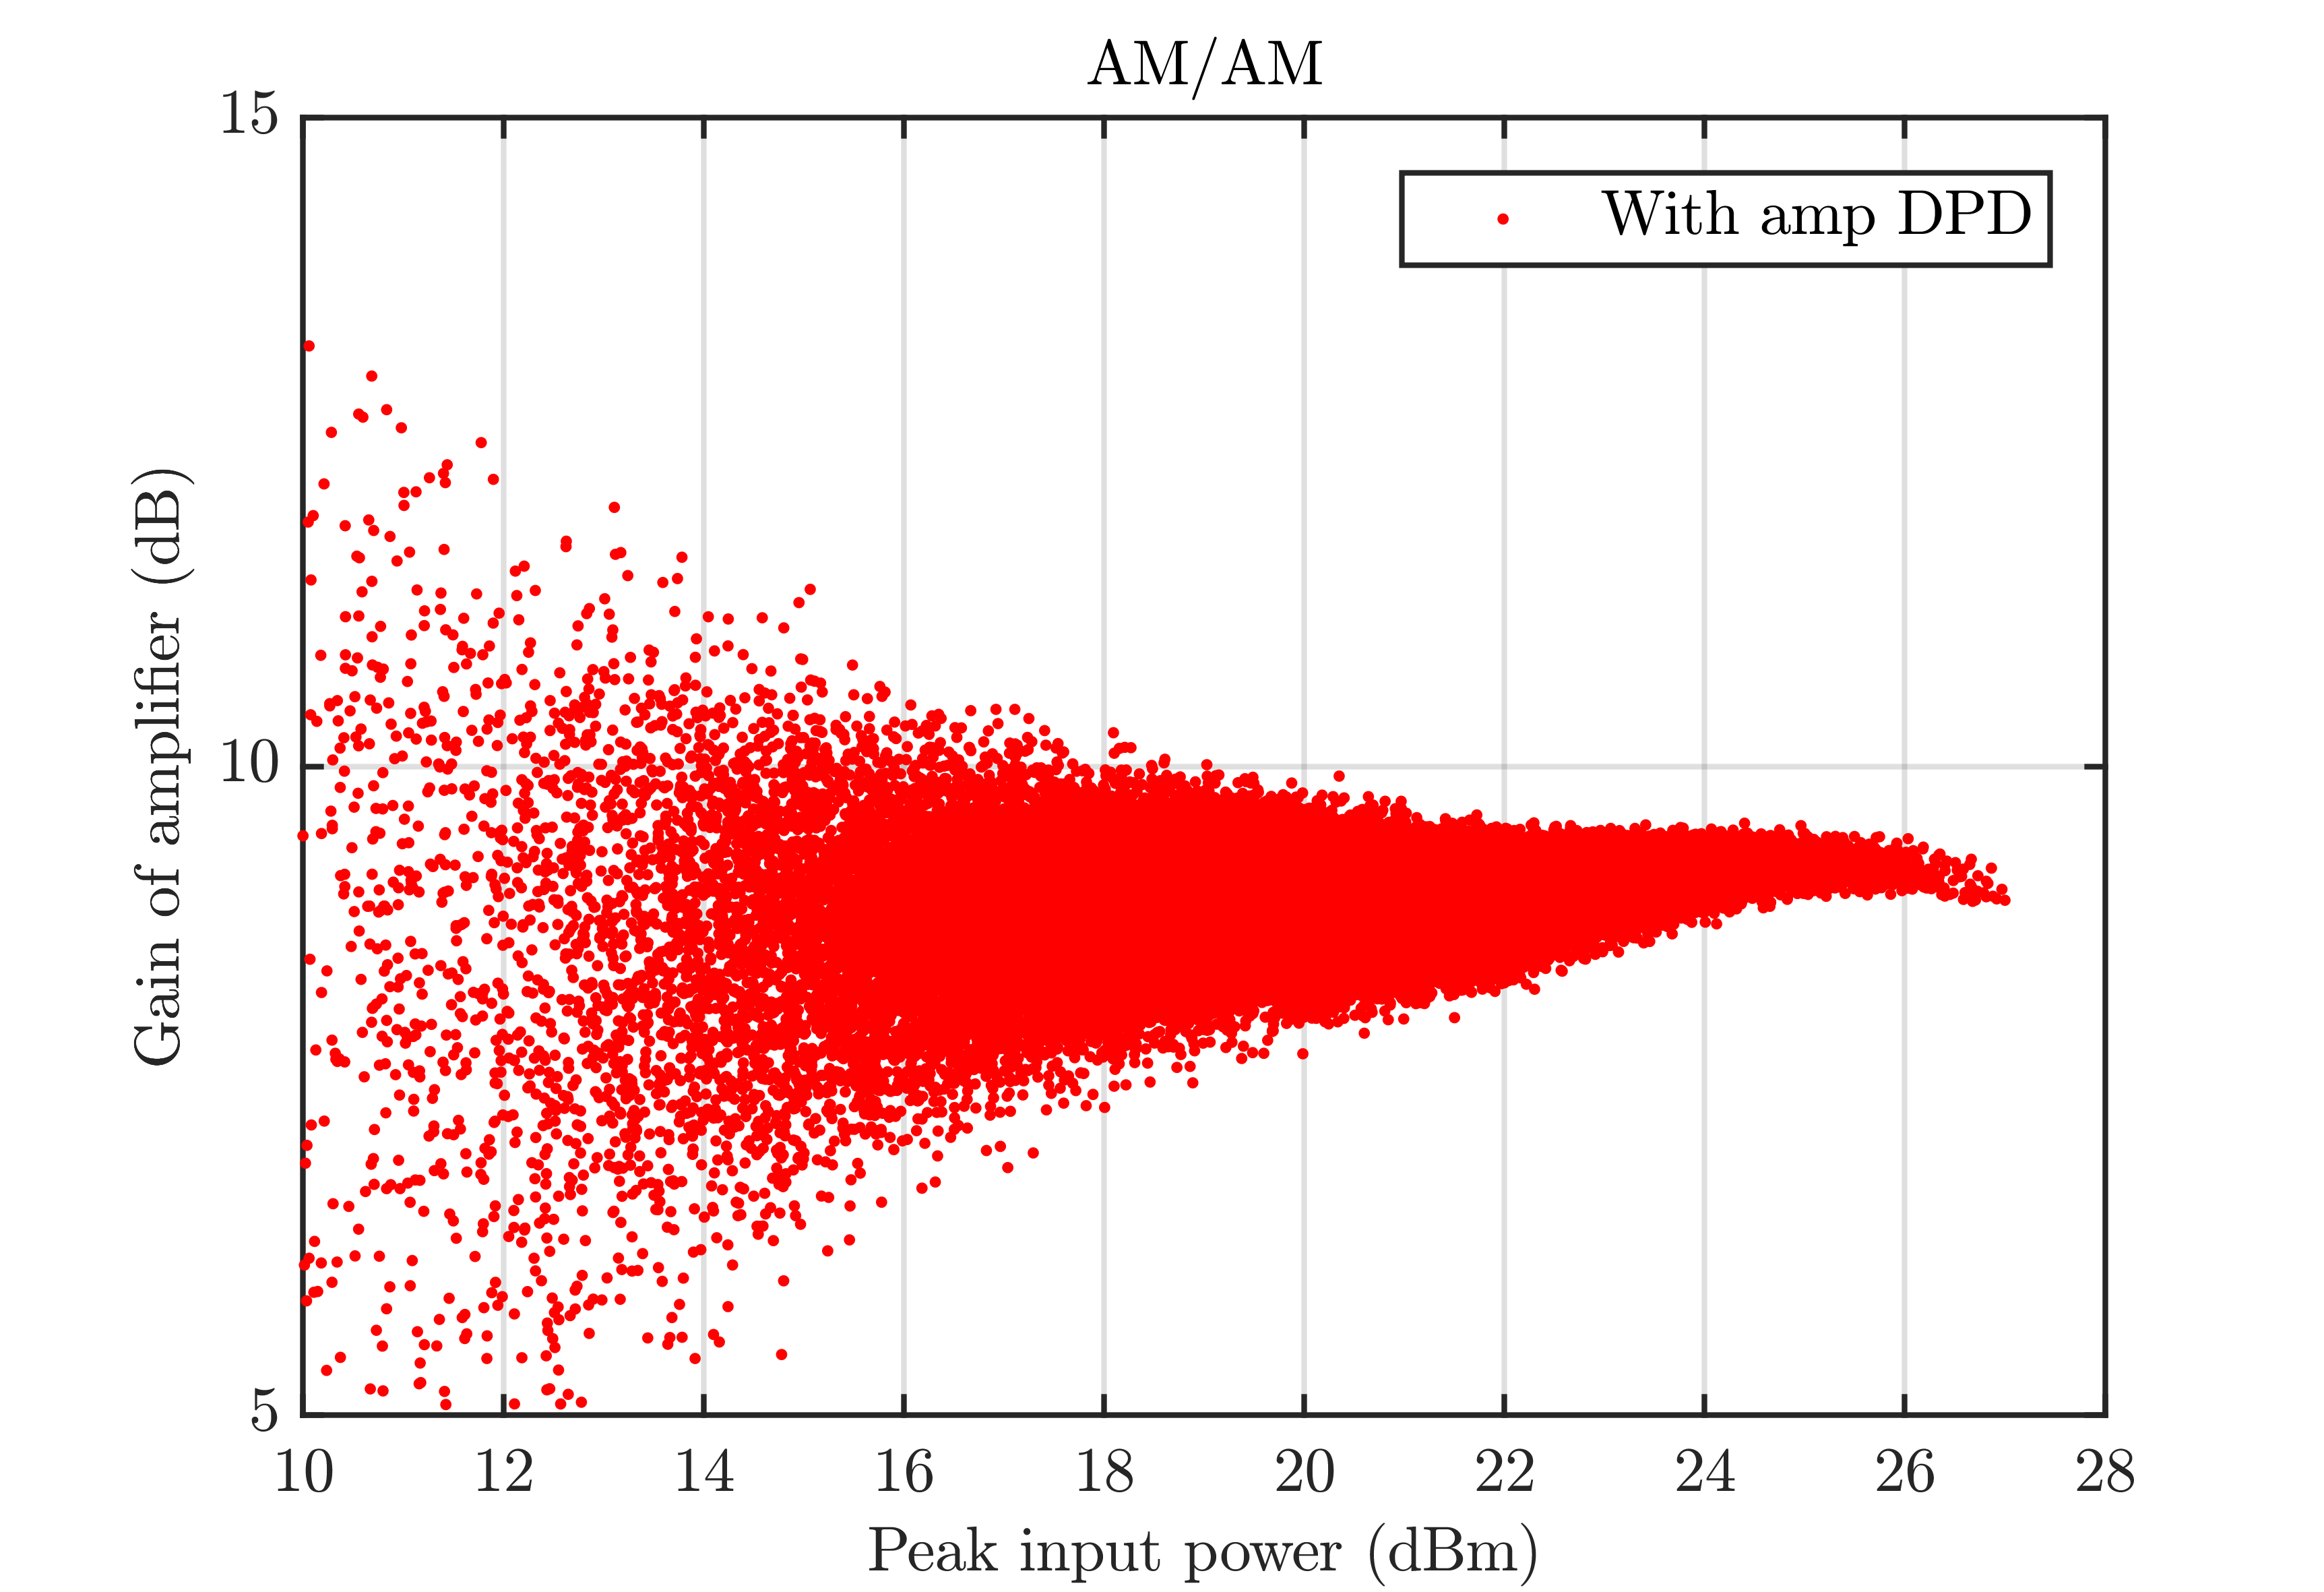 AM/AM
15
With amp DPD
Gain of amplifier (dB)
10
5
10 12 14 16 18 20 22 24 26 28
Peak input power (dBm)